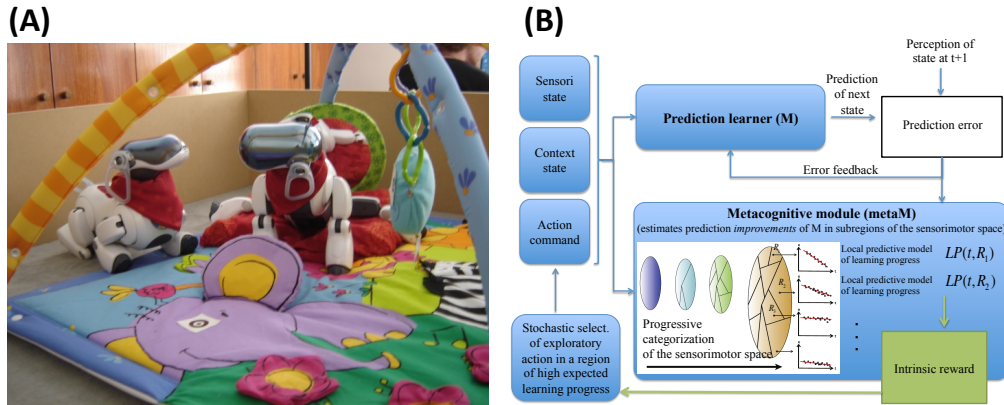 (A)
(B)
Sensori
state
Context
state
Action
command
Prediction learner (M)
Prediction
of next
state
Perception of
state at t+1
Prediction error
Error feedback
Metacognitive module (metaM)
(estimates prediction improvements of M in subregions of the sensorimotor space
Local predictive model
of learning progress
LP(t,R₁)
Local predictive model
of learning progress
LP(t,R₂)
Progressive
categorization
of the sensorimotor space
Stochastic select.
of exploratory
action in a region
of high expected
learning progress
Intrinsic reward